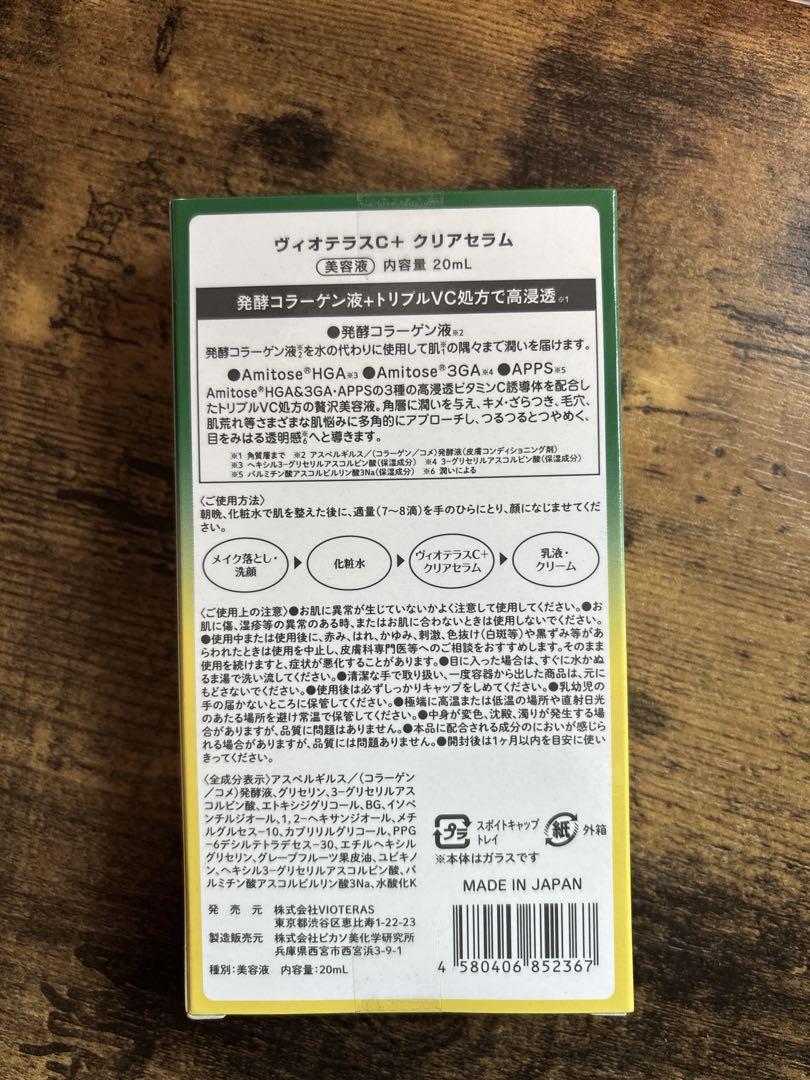 ヴィオテラスC+ クリアセラム
美容液 内容量 20mL
発酵コラーゲン液+トリプルVC処方で高浸透※1
●発酵コラーゲン液※2
発酵コラーゲン液※2を水の代わりに使用して肌※1の隅々まで潤いを届けます。
●Amitose®HGA※3 ●Amitose®3GA※4 ●APPS※5
Amitose®HGA&3GA・APPSの3種の高浸透ビタミンC誘導体を配合し
たトリプルVC処方の贅沢美容液。角層に潤いを与え、キメ・ざらつき、毛穴、
肌荒れ等さまざまな肌悩みに多角的にアプローチし、つるつるとつやめく、
目をみはる透明感※6へと導きます。
※1 角質層まで ※2 アスペルギルス/(コラーゲン/コメ)発酵液(皮膚コンディショニング剤)
※3 ヘキシル3-グリセリルアスコルビン酸(保湿成分) ※4 3-グリセリルアスコルビン酸(保湿成分)
※5 パルミチン酸アスコルビルリン酸3Na(保湿成分) ※6 潤いによる
〈ご使用方法〉
朝晩、化粧水で肌を整えた後に、適量(7〜8滴)を手のひらにとり、顔になじませてくだ
さい。
メイク落とし・
洗顔
化粧水
ヴィオテラスC+
クリアセラム
乳液・
クリーム
〈ご使用上の注意〉●お肌に異常が生じていないかよく注意して使用してください。●お
肌に傷、湿疹等の異常のある時、またはお肌に合わないときは使用しないでください。
●使用中または使用後に、赤み、はれ、かゆみ、刺激、色抜け(白斑等)や黒ずみ等があ
らわれたときは使用を中止し、皮膚科専門医等へのご相談をおすすめします。そのまま
使用を続けますと、症状が悪化することがあります。●目に入った場合は、すぐに水かぬ
るま湯で洗い流してください。●清潔な手で取り扱い、一度容器から出した商品は、元に
もどさないでください。●使用後は必ずしっかりキャップをしめてください。●乳幼児の
手の届かないところに保管してください。●極端に高温または低温の場所や直射日光
のあたる場所を避け常温で保管してください。●中身が変色、沈殿、濁りが発生する場
合がありますが、品質に問題はありません。●本品に配合される成分のにおいが感じら
れる場合がありますが、品質には問題ありません。●開封後は1ヶ月以内を目安に使い
きってください。
〈全成分表示〉アスペルギルス/(コラーゲン
/コメ)発酵液、グリセリン、3-グリセリルアス
コルビン酸、エトキシジグリコール、BG、イソペ
ンチルジオール、1,2-ヘキサンジオール、メチ
ルグルセス-10、カプリリルグリコール、PPG
-6デシルテトラデセス-30、エチルヘキシル
グリセリン、グレープフルーツ果皮油、ユビキノ
ン、ヘキシル3-グリセリルアスコルビン酸、パ
ルミチン酸アスコルビルリン酸3Na、水酸化K
プラ スポイトキャップ
トレイ
紙 外箱
※本体はガラスです
MADE IN JAPAN
発売元 株式会社VIOTERAS
東京都渋谷区恵比寿1-22-23
製造販売元 株式会社ピカソ美化学研究所
兵庫県西宮市西宮浜3-9-1
種別:美容液 内容量:20mL
4 580406 852367